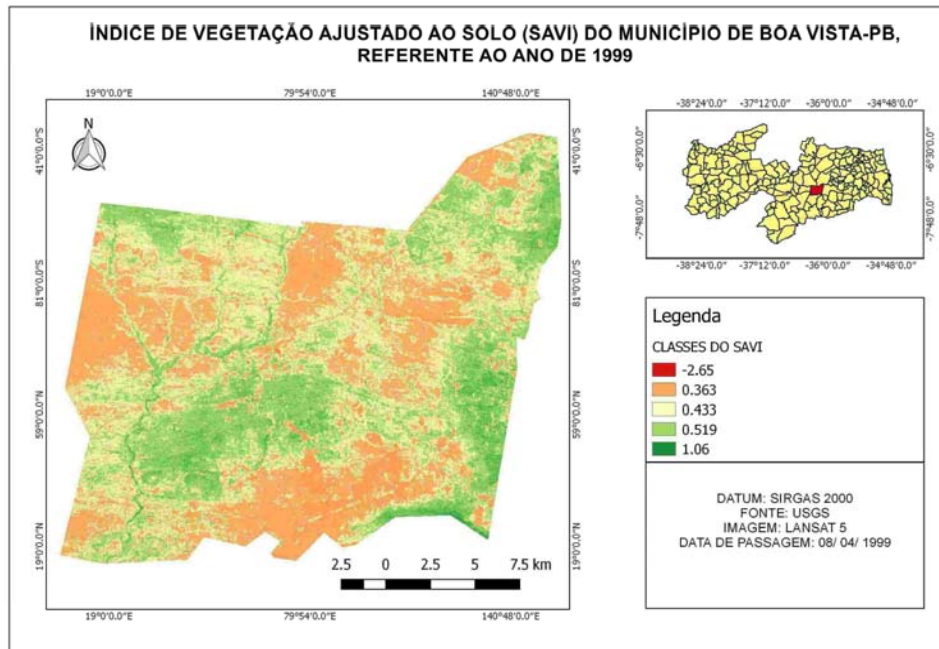 ÍNDICE DE VEGETAÇÃO AJUSTADO AO SOLO (SAVI) DO MUNICÍPIO DE BOA VISTA-PB,
REFERENTE AO ANO DE 1999
19°0'0.0"E 79°54'0.0"E 140°48'0.0"E
N
41°0'0.0"S 41°0'0.0"S
81°0'0.0"S 81°0'0.0"S
59°0'0.0"N 59°0'0.0"N
19°0'0.0"N 19°0'0.0"N
2.5 0 2.5 5 7.5 km
19°0'0.0"E 79°54'0.0"E 140°48'0.0"E
-38°24'0.0" -37°12'0.0" -36°0'0.0" -34°48'0.0"
-6°30'0.0" -6°30'0.0"
-7°48'0.0" -7°48'0.0"
-38°24'0.0" -37°12'0.0" -36°0'0.0" -34°48'0.0"
Legenda
CLASSES DO SAVI
-2.65
0.363
0.433
0.519
1.06
DATUM: SIRGAS 2000
FONTE: USGS
IMAGEM: LANSAT 5
DATA DE PASSAGEM: 08/ 04/ 1999